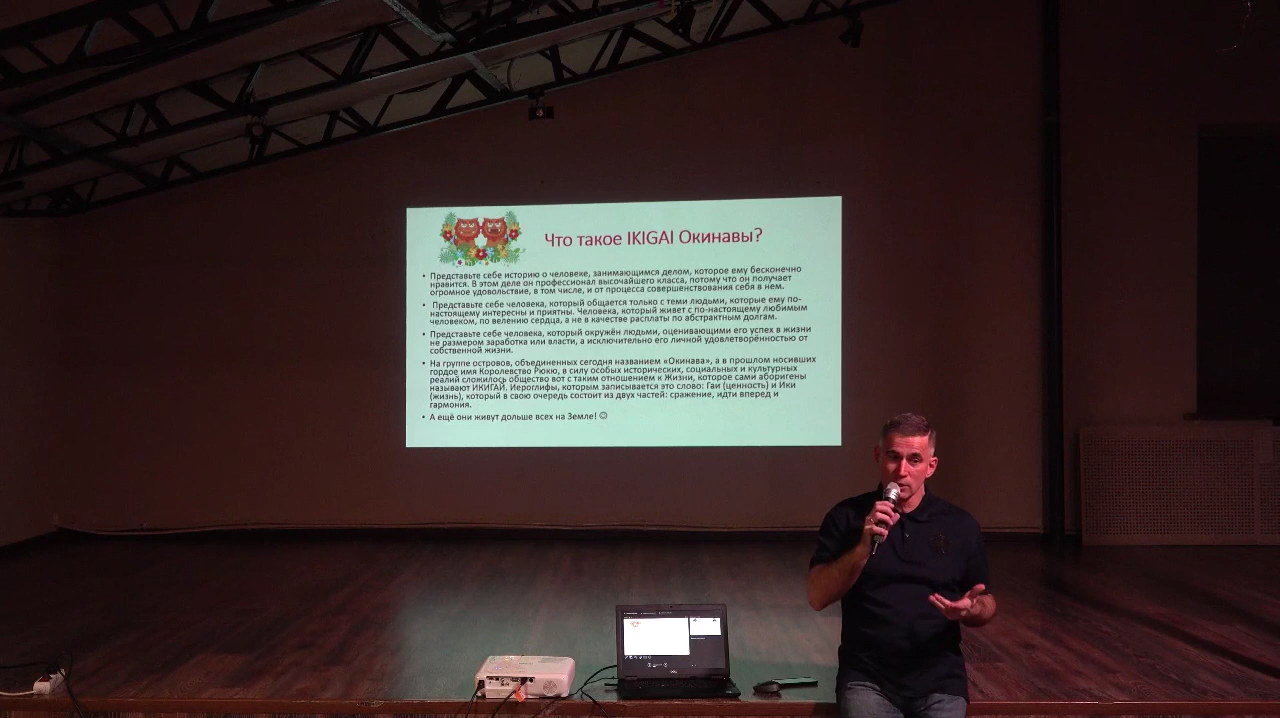 Что такое IKIGAI Окинавы?
• Представьте себе историю о человеке, занимающимся делом, которое ему бесконечно
нравится. В этом деле он профессионал высочайшего класса, потому что он получает
огромное удовольствие, в том числе, и от процесса совершенствования себя в нем.
• Представьте себе человека, который общается только с теми людьми, которые ему по-
настоящему интересны и приятны. Человека, который живет с по-настоящему любимым
человеком, по велению сердца, а не в качестве расплаты по абстрактным долгам.
• Представьте себе человека, который окружён людьми, оценивающими его успех в жизни
не размером заработка или власти, а исключительно его личной удовлетворённостью от
собственной жизни.
• На группе островов, объединенных сегодня названием «Окинава», а в прошлом носивших
гордое имя Королевство Рюкю, в силу особых исторических, социальных и культурных
реалий сложилось общество вот с таким отношением к Жизни, которое сами аборигены
называют ИКИГАЙ. Иероглифы, которым записывается это слово: Гаи (ценность) и Ики
(жизнь), который в свою очередь состоит из двух частей: сражение, идти вперед и
гармония.
• А ещё они живут дольше всех на Земле! ☺